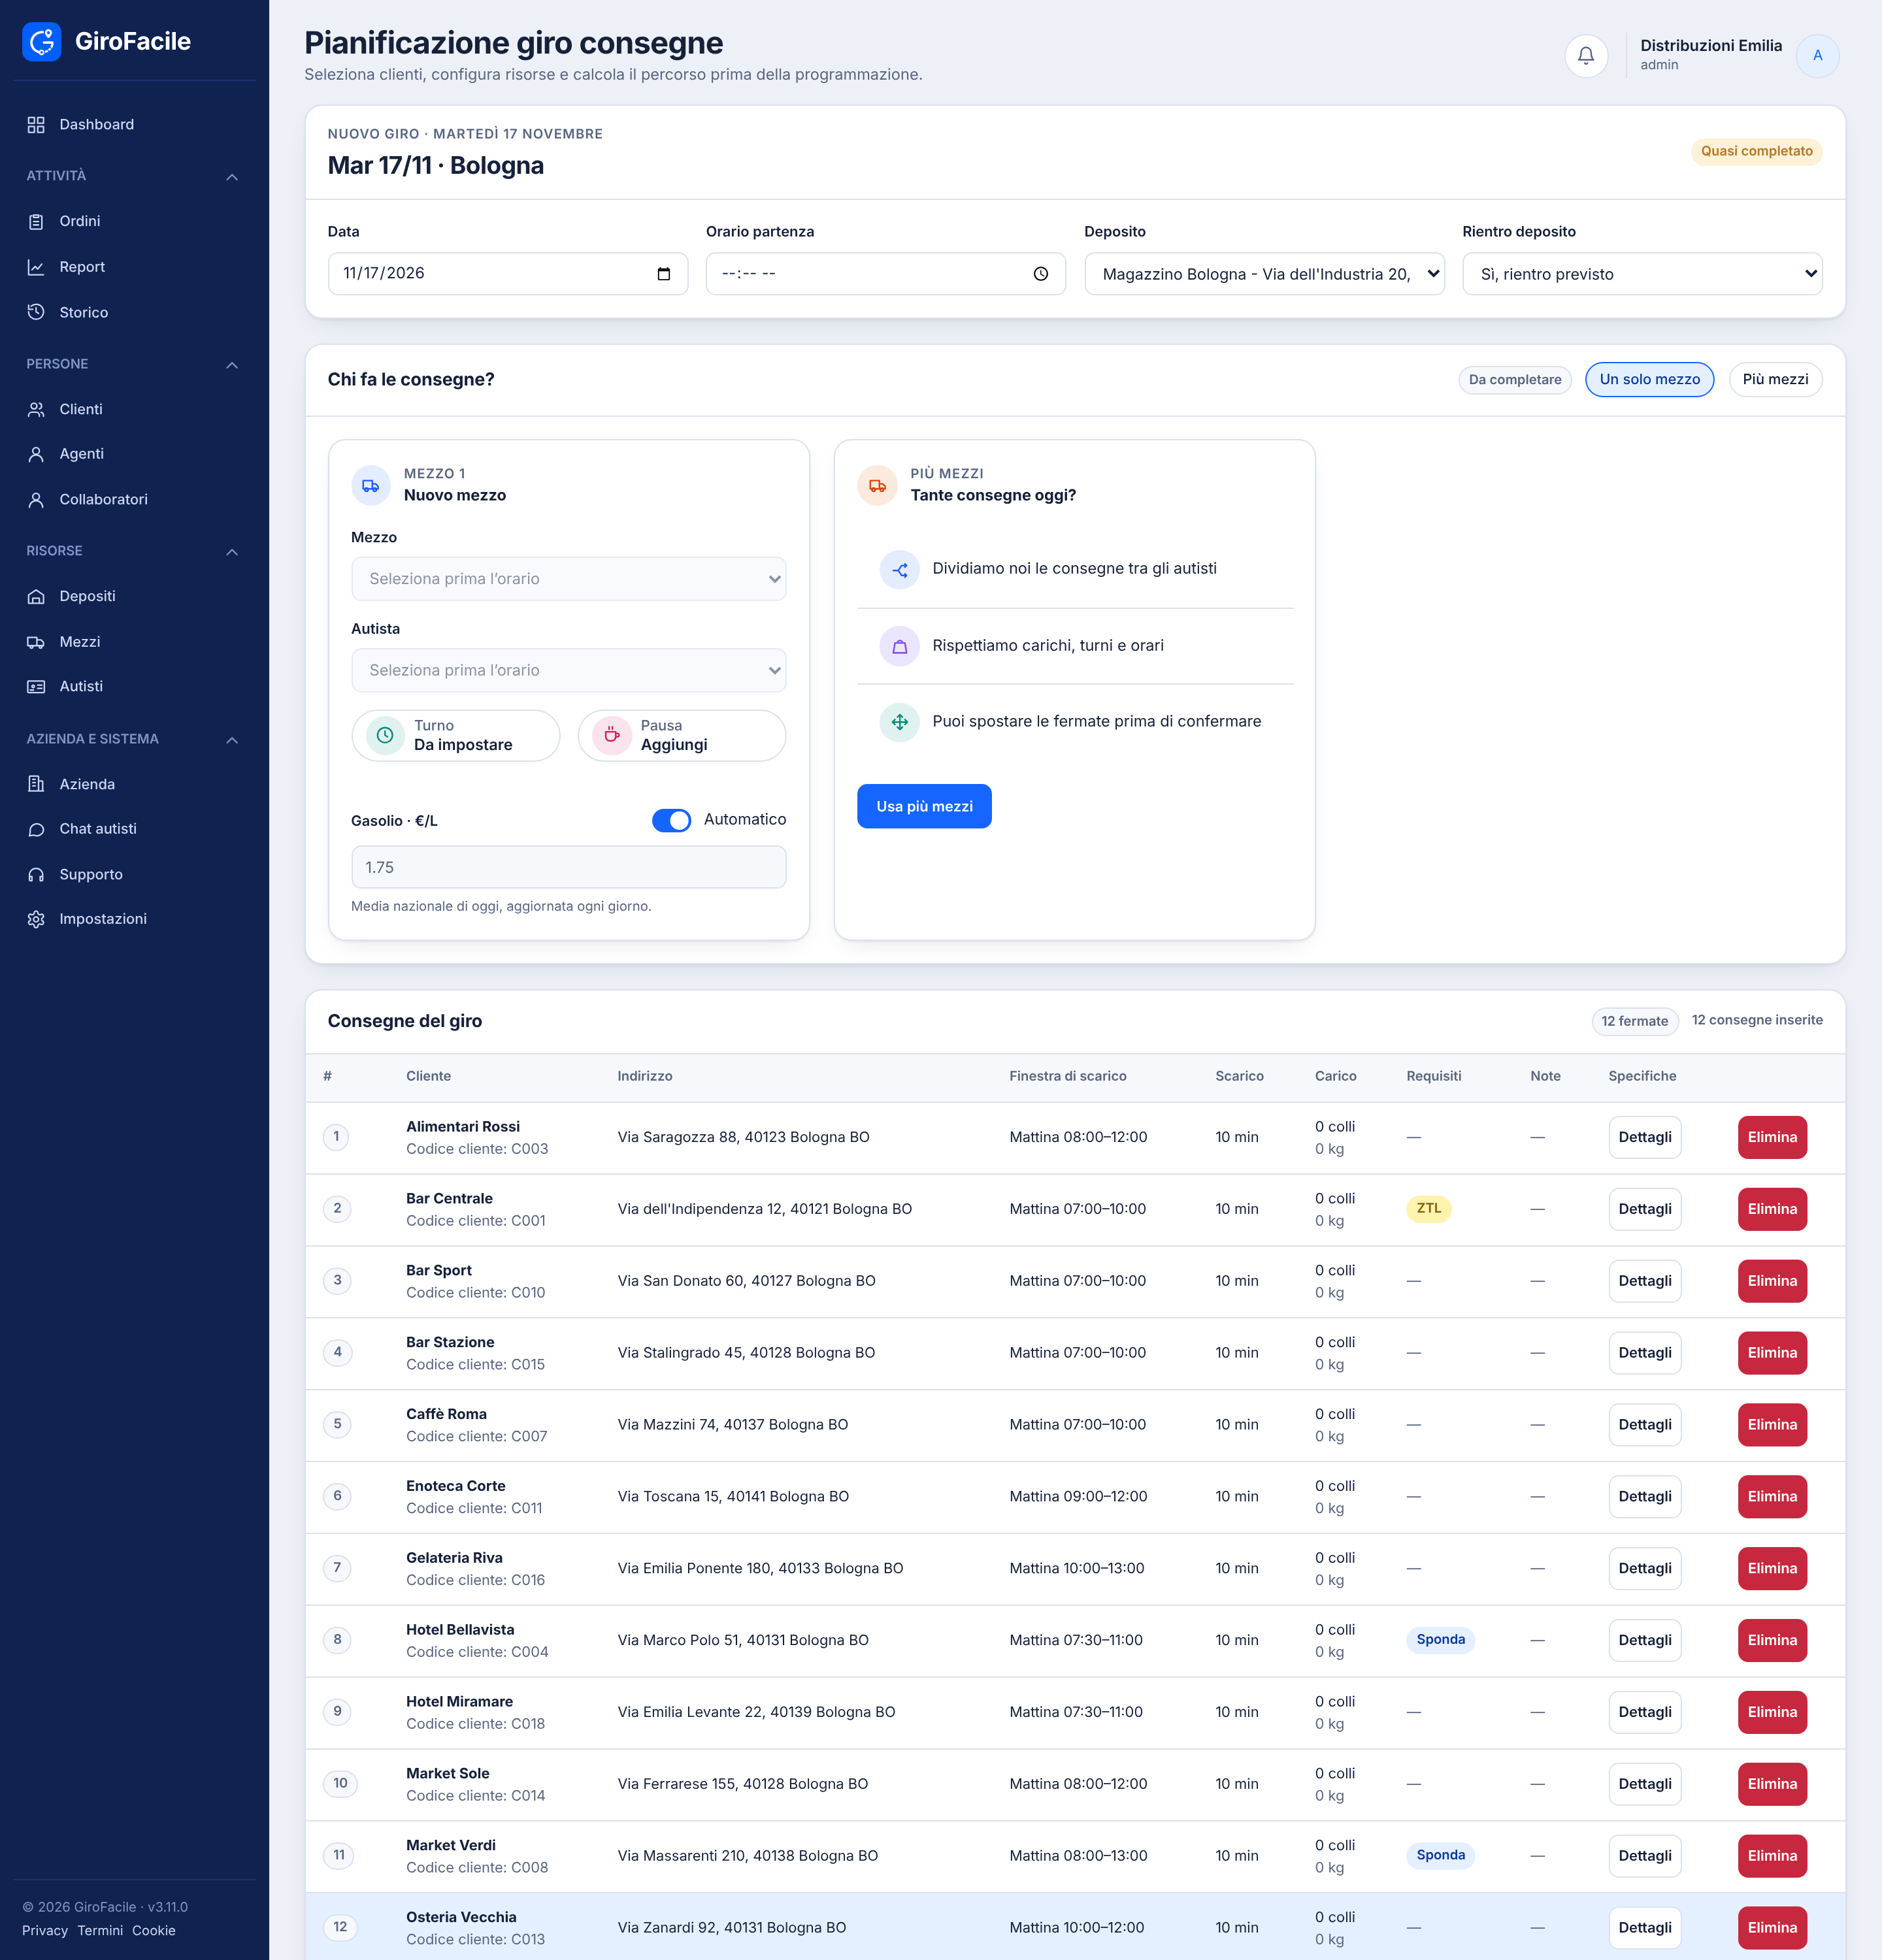 GiroFacile
Dashboard
ATTIVITÀ
Ordini
Report
Storico
PERSONE
Clienti
Agenti
Collaboratori
RISORSE
Depositi
Mezzi
Autisti
AZIENDA E SISTEMA
Azienda
Chat autisti
Supporto
Impostazioni
© 2026 GiroFacile · v3.11.0
Privacy Termini Cookie
Pianificazione giro consegne
Seleziona clienti, configura risorse e calcola il percorso prima della programmazione.
Distribuzioni Emilia
admin
A
NUOVO GIRO · MARTEDÌ 17 NOVEMBRE
Mar 17/11 · Bologna
Quasi completato
Data Orario partenza Deposito Rientro deposito
11/17/2026 --:-- -- Magazzino Bologna - Via dell'Industria 20, Sì, rientro previsto
Chi fa le consegne?
Da completare Un solo mezzo Più mezzi
MEZZO 1
Nuovo mezzo
Mezzo
Seleziona prima l’orario
Autista
Seleziona prima l’orario
Turno
Da impostare
Pausa
Aggiungi
Gasolio · €/L Automatico
1.75
Media nazionale di oggi, aggiornata ogni giorno.
PIÙ MEZZI
Tante consegne oggi?
Dividiamo noi le consegne tra gli autisti
Rispettiamo carichi, turni e orari
Puoi spostare le fermate prima di confermare
Usa più mezzi
Consegne del giro 12 fermate 12 consegne inserite
# Cliente Indirizzo Finestra di scarico Scarico Carico Requisiti Note Specifiche
1 Alimentari Rossi Via Saragozza 88, 40123 Bologna BO Mattina 08:00–12:00 10 min 0 colli — — Dettagli Elimina
Codice cliente: C003 0 kg
2 Bar Centrale Via dell'Indipendenza 12, 40121 Bologna BO Mattina 07:00–10:00 10 min 0 colli ZTL — Dettagli Elimina
Codice cliente: C001 0 kg
3 Bar Sport Via San Donato 60, 40127 Bologna BO Mattina 07:00–10:00 10 min 0 colli — — Dettagli Elimina
Codice cliente: C010 0 kg
4 Bar Stazione Via Stalingrado 45, 40128 Bologna BO Mattina 07:00–10:00 10 min 0 colli — — Dettagli Elimina
Codice cliente: C015 0 kg
5 Caffè Roma Via Mazzini 74, 40137 Bologna BO Mattina 07:00–10:00 10 min 0 colli — — Dettagli Elimina
Codice cliente: C007 0 kg
6 Enoteca Corte Via Toscana 15, 40141 Bologna BO Mattina 09:00–12:00 10 min 0 colli — — Dettagli Elimina
Codice cliente: C011 0 kg
7 Gelateria Riva Via Emilia Ponente 180, 40133 Bologna BO Mattina 10:00–13:00 10 min 0 colli — — Dettagli Elimina
Codice cliente: C016 0 kg
8 Hotel Bellavista Via Marco Polo 51, 40131 Bologna BO Mattina 07:30–11:00 10 min 0 colli Sponda — Dettagli Elimina
Codice cliente: C004 0 kg
9 Hotel Miramare Via Emilia Levante 22, 40139 Bologna BO Mattina 07:30–11:00 10 min 0 colli — — Dettagli Elimina
Codice cliente: C018 0 kg
10 Market Sole Via Ferrarese 155, 40128 Bologna BO Mattina 08:00–12:00 10 min 0 colli — — Dettagli Elimina
Codice cliente: C014 0 kg
11 Market Verdi Via Massarenti 210, 40138 Bologna BO Mattina 08:00–13:00 10 min 0 colli Sponda — Dettagli Elimina
Codice cliente: C008 0 kg
12 Osteria Vecchia Via Zanardi 92, 40131 Bologna BO Mattina 10:00–12:00 10 min 0 colli — — Dettagli Elimina
Codice cliente: C013 0 kg